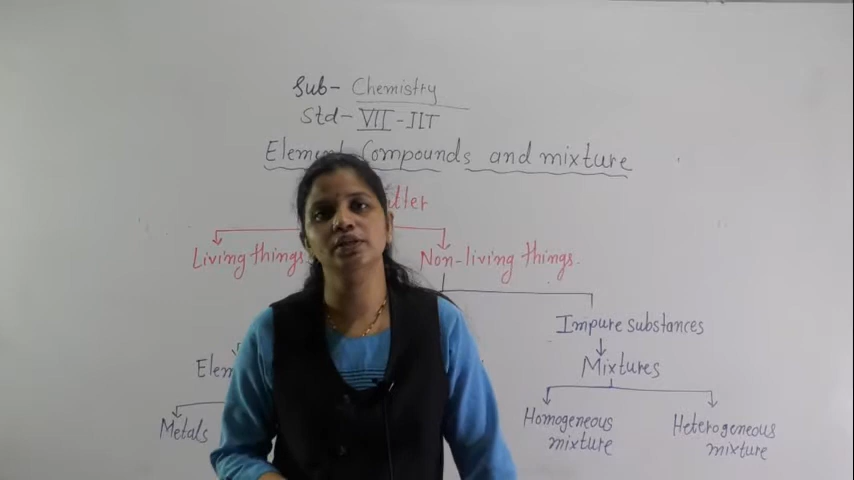 Sub- Chemistry
Std- VII - IIT
Element Compounds and mixture
Living things
Non-living things.
Impure substances
Mixtures
Metals
Homogeneous
mixture
Heterogeneous
mixture